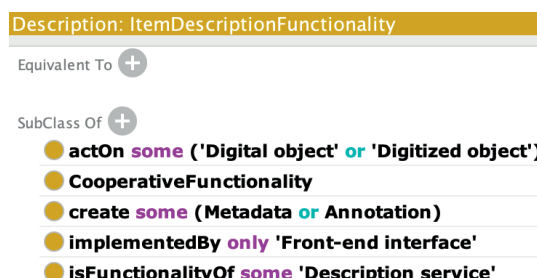 Description: ItemDescriptionFunctionality
Equivalent To +
SubClass Of +
actOn some ('Digital object' or 'Digitized object')
CooperativeFunctionality
create some (Metadata or Annotation)
implementedBy only 'Front-end interface'
isFunctionalityOf some 'Description service'